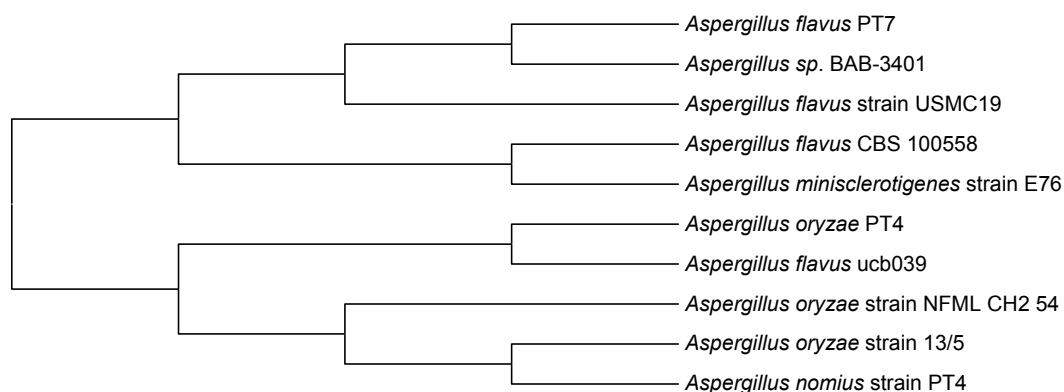 Aspergillus flavus PT7
Aspergillus sp. BAB-3401
Aspergillus flavus strain USMC19
Aspergillus flavus CBS 100558
Aspergillus minisclerotigenes strain E76
Aspergillus oryzae PT4
Aspergillus flavus ucb039
Aspergillus oryzae strain NFML CH2 54
Aspergillus oryzae strain 13/5
Aspergillus nomius strain PT4